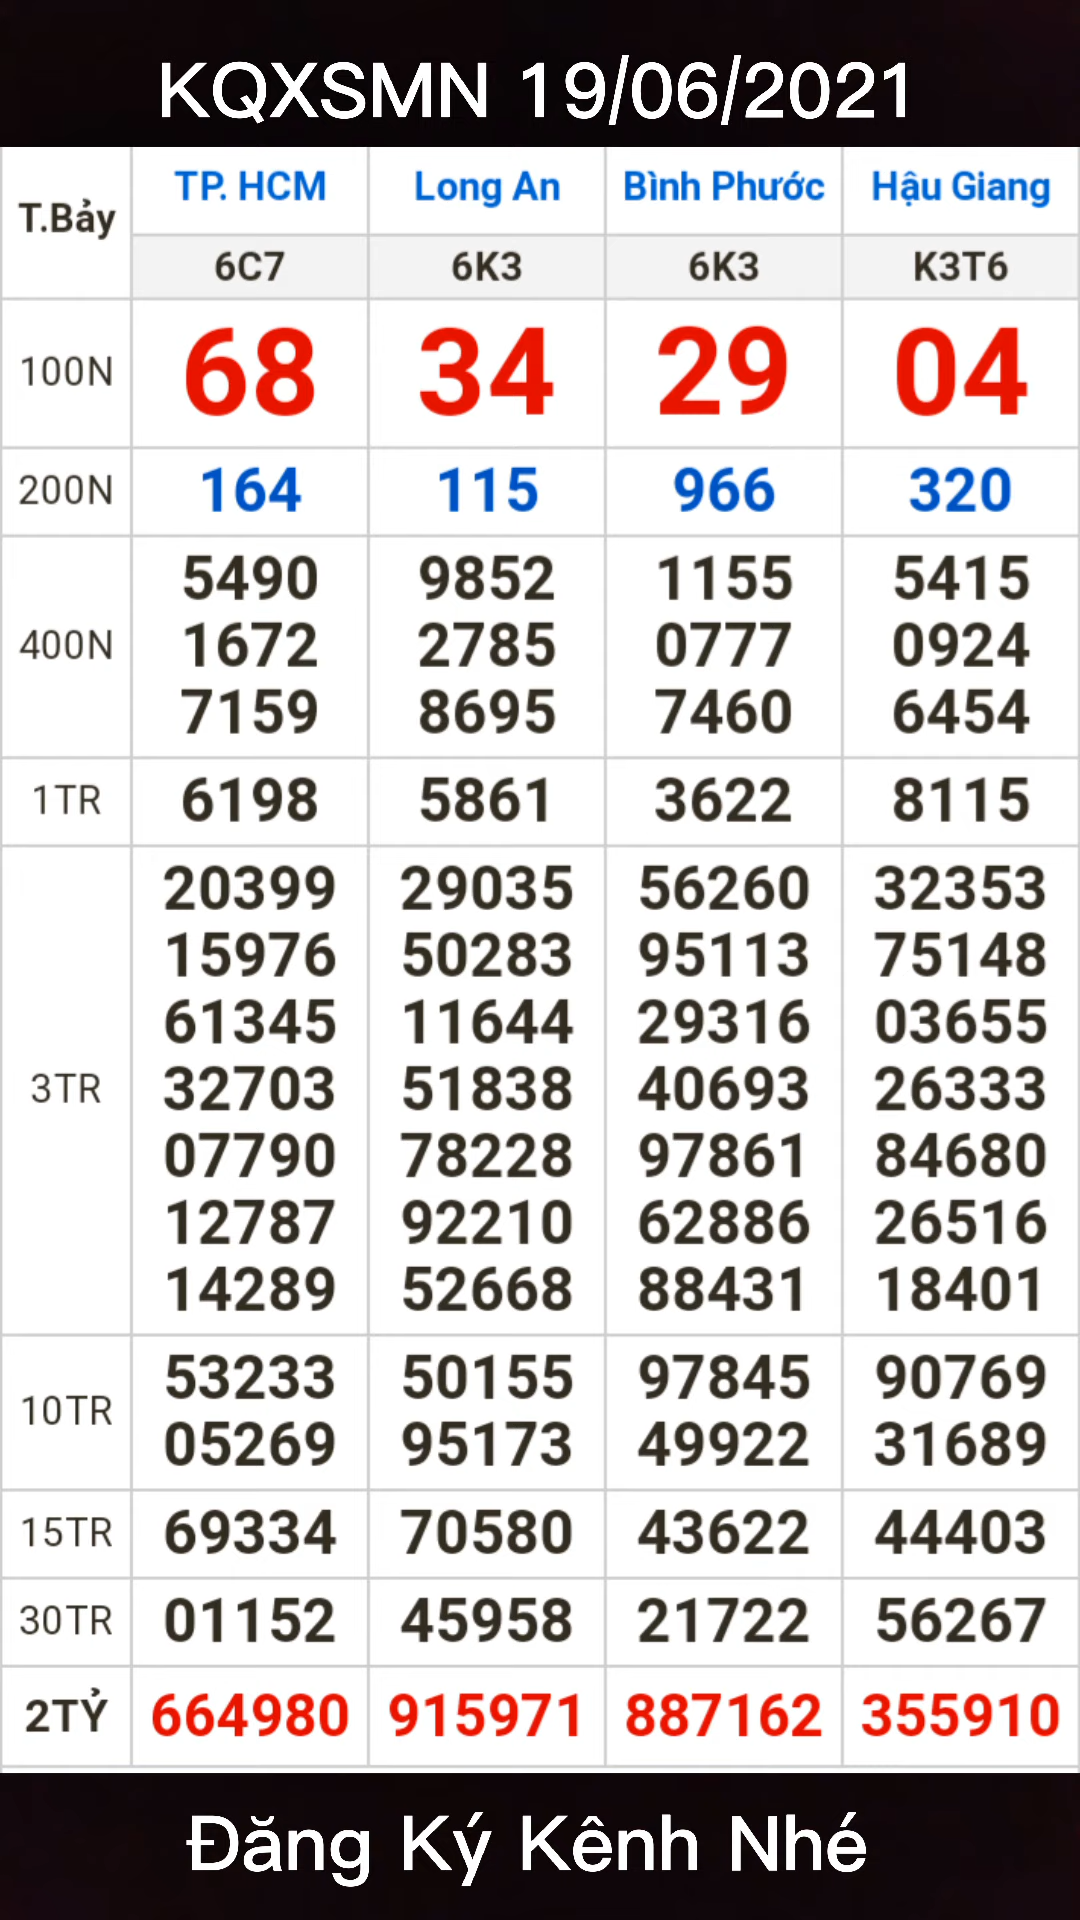 KQXSMN 19/06/2021
T.Bảy TP. HCM Long An Bình Phước Hậu Giang
6C7 6K3 6K3 K3T6
100N 68 34 29 04
200N 164 115 966 320
5490 9852 1155 5415
400N 1672 2785 0777 0924
7159 8695 7460 6454
1TR 6198 5861 3622 8115
20399 29035 56260 32353
15976 50283 95113 75148
61345 11644 29316 03655
3TR 32703 51838 40693 26333
07790 78228 97861 84680
12787 92210 62886 26516
14289 52668 88431 18401
10TR 53233 50155 97845 90769
05269 95173 49922 31689
15TR 69334 70580 43622 44403
30TR 01152 45958 21722 56267
2TỶ 664980 915971 887162 355910
Đăng Ký Kênh Nhé